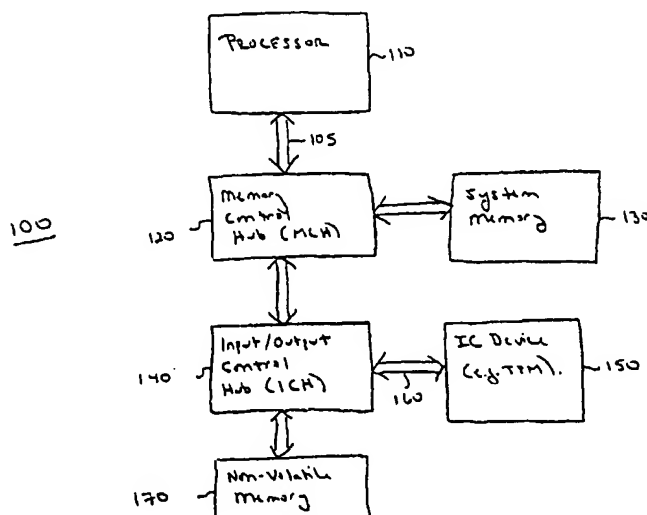 PROCESSOR
110
105
Memory
Control
Hub (MCH)
120
System
Memory
130
100
Input/Output
Control
Hub (ICH)
140
IC Device
(e.g. TPM).
150
160
Non-Volatile
Memory
170